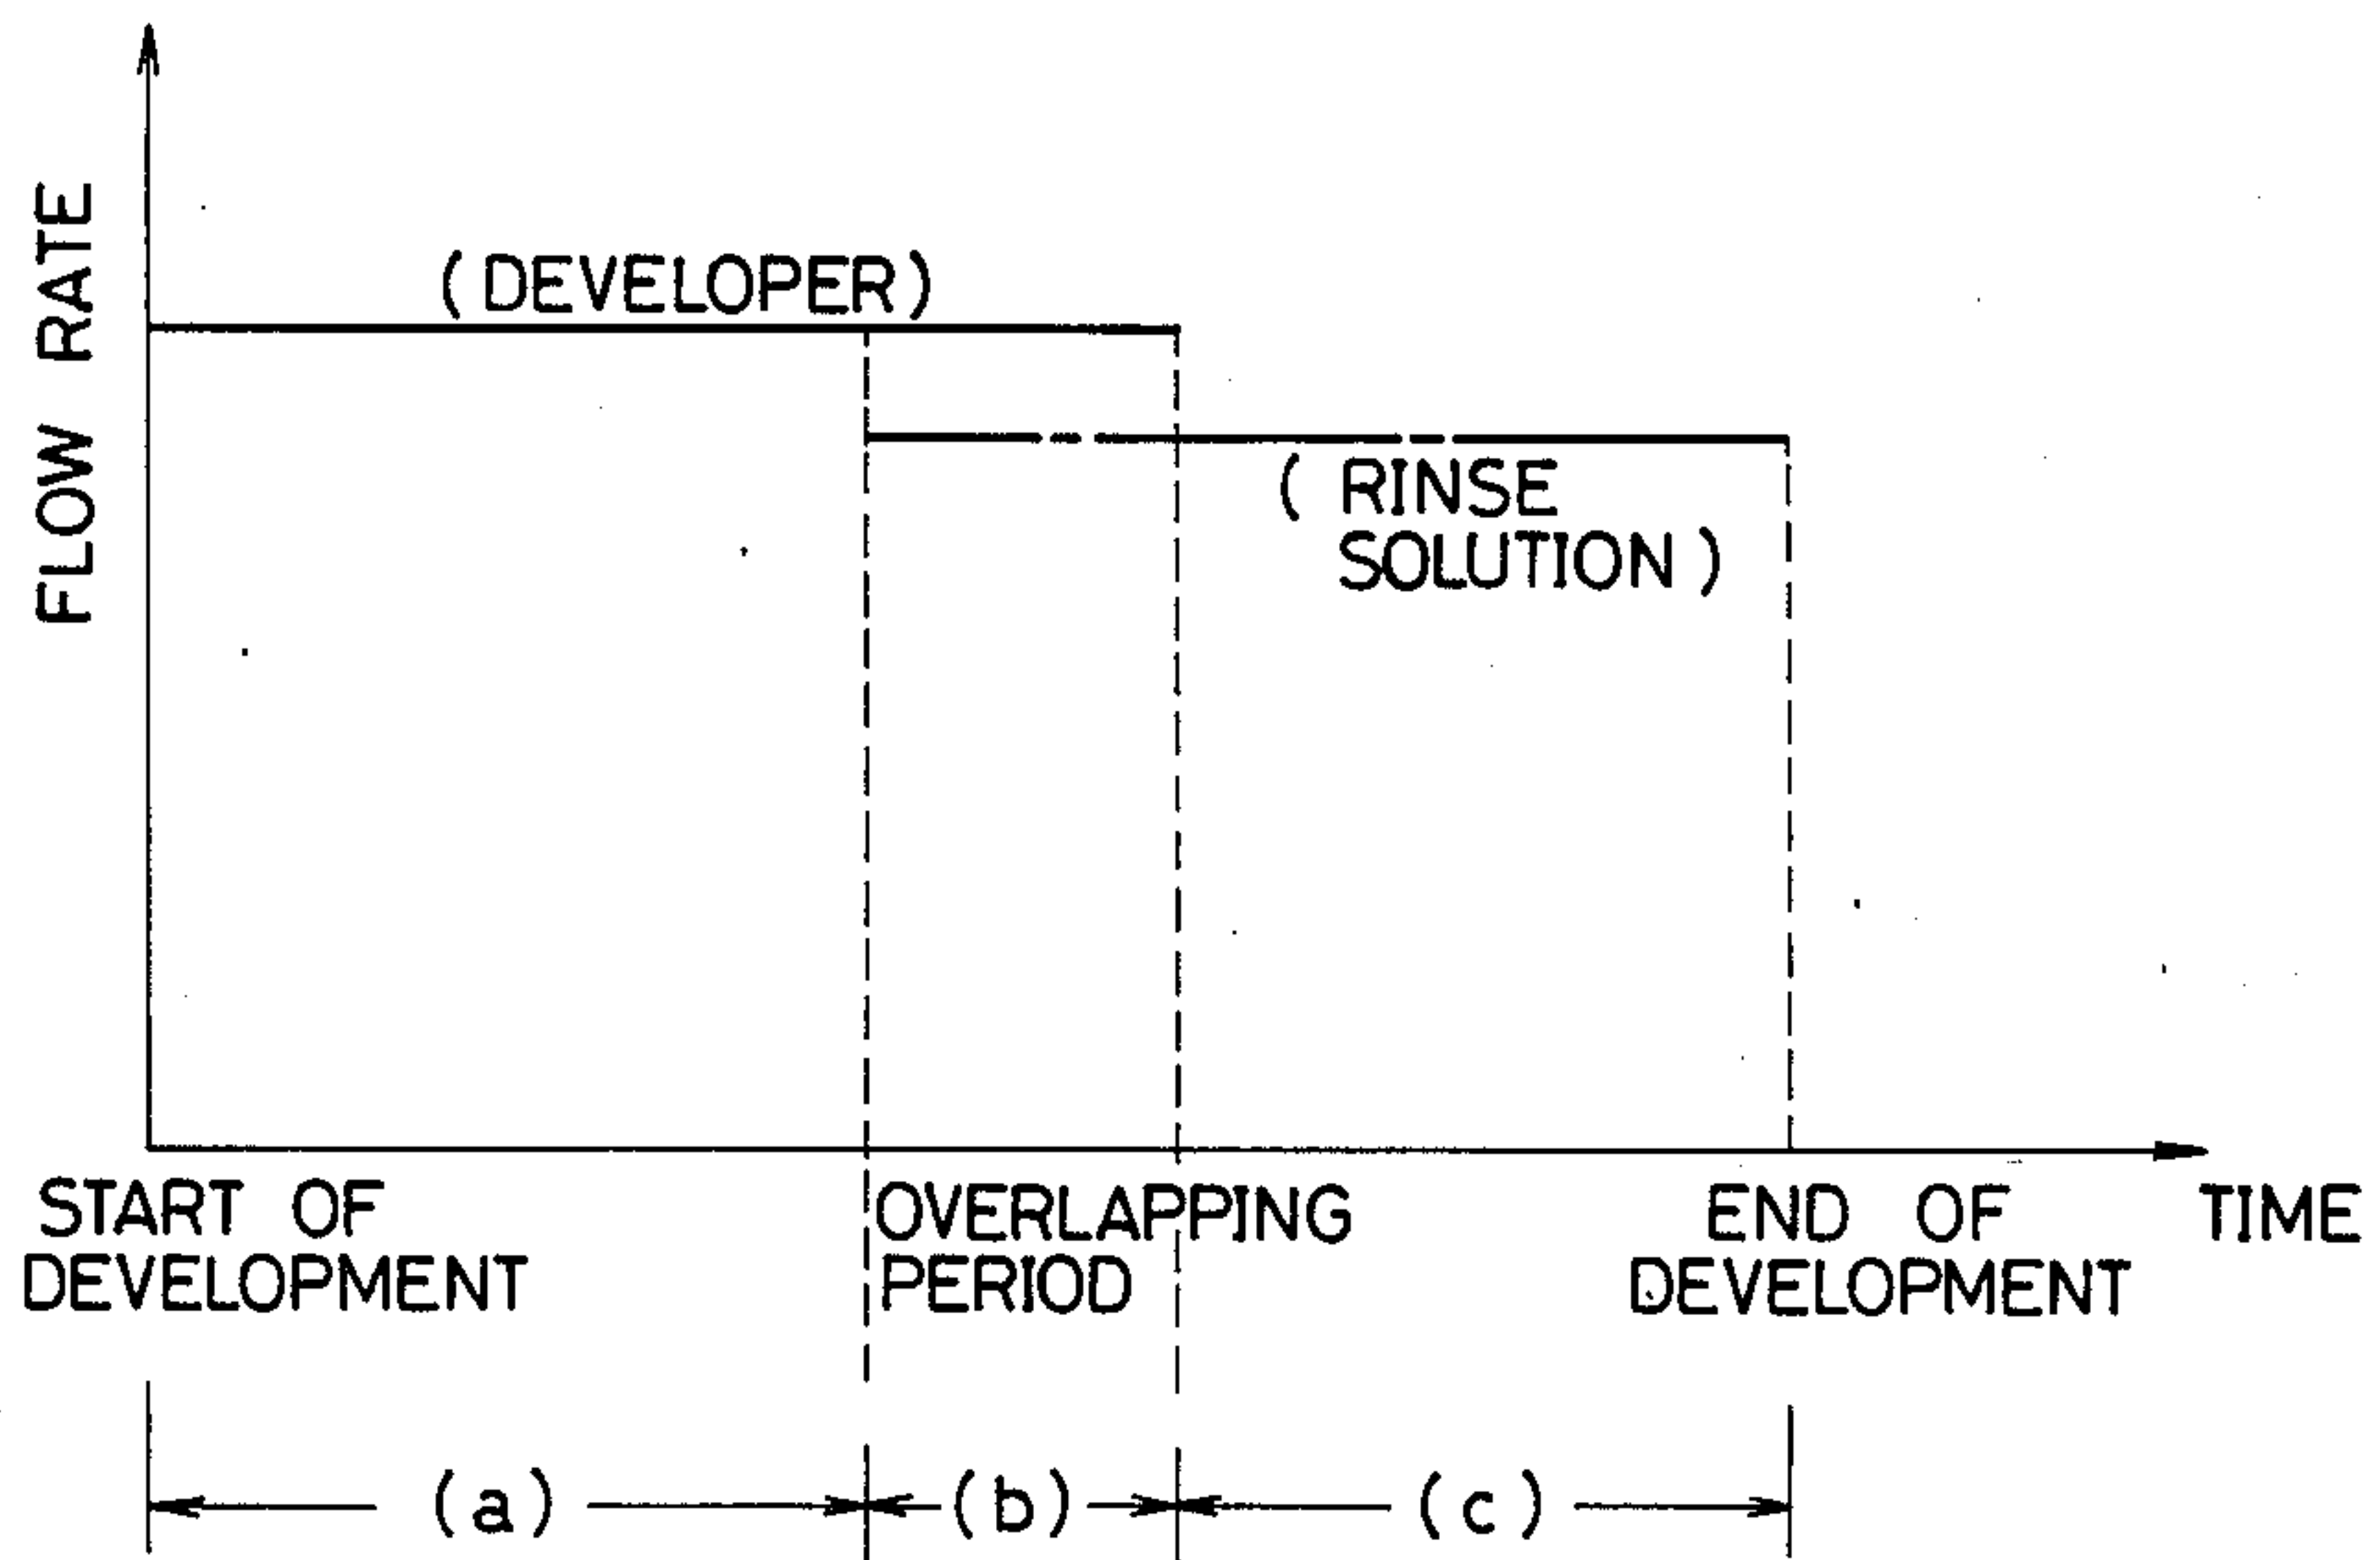 FLOW RATE
( DEVELOPER )
( RINSE
SOLUTION )
START OF
DEVELOPMENT
OVERLAPPING
PERIOD
END OF
DEVELOPMENT
TIME
(a)
(b)
(c)